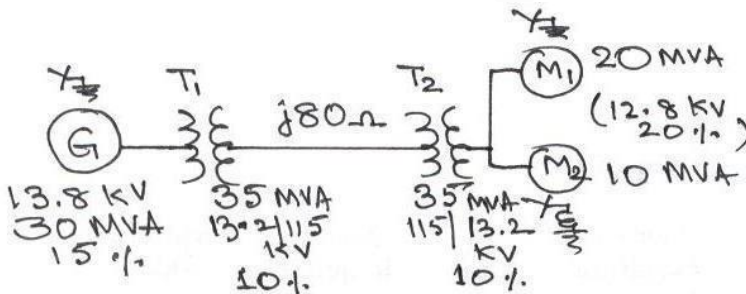 T1
T2
j80Ω
G
M1
20 MVA
(12.8 KV
20 %)
M2
10 MVA
13.8 KV
30 MVA
15 %
35 MVA
13.2/115
KV
10 %
35 MVA
115/13.2
KV
10 %